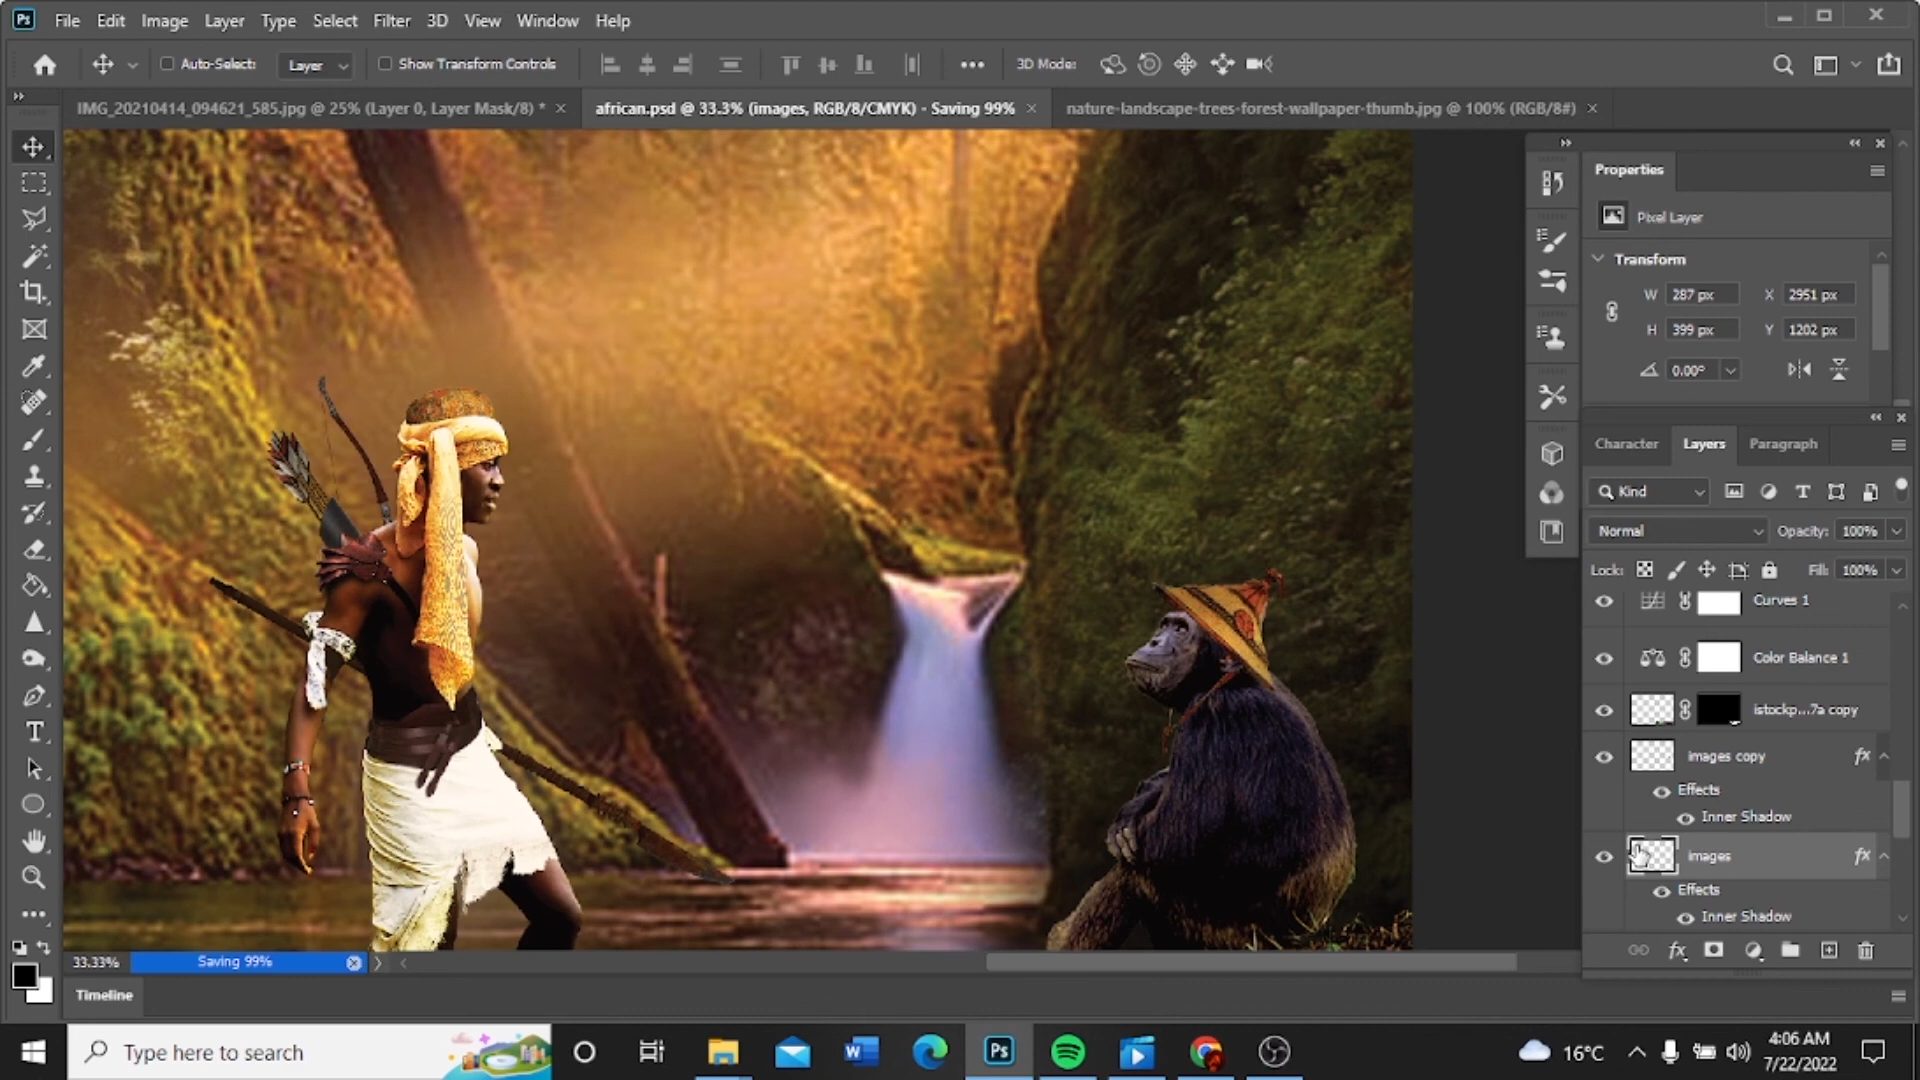 Ps File Edit Image Layer Type Select Filter 3D View Window Help
Auto-Select: Layer Show Transform Controls ••• 3D Mode:
IMG_20210414_094621_585.jpg @ 25% (Layer 0, Layer Mask/8) * × african.psd @ 33.3% (images, RGB/8/CMYK) - Saving 99% × nature-landscape-trees-forest-wallpaper-thumb.jpg @ 100% (RGB/8#) ×
Properties
Pixel Layer
Transform
W 287 px X 2951 px
H 399 px Y 1202 px
0.00°
Character Layers Paragraph
Kind
Normal Opacity: 100%
Lock: Fill: 100%
Curves 1
Color Balance 1
istockp...7a copy
images copy fx
Effects
Inner Shadow
images fx
Effects
Inner Shadow
fx
33.33% Saving 99%
Timeline
Type here to search
W Ps 16°C 4:06 AM
7/22/2022